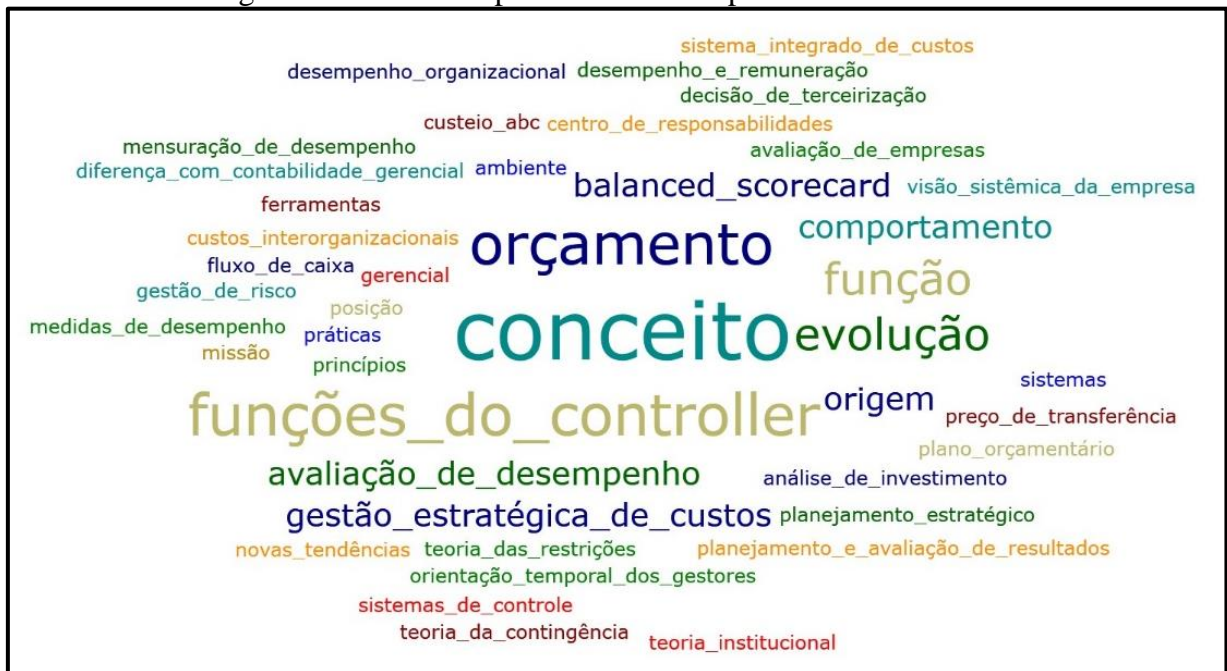 sistema_integrado_de_custos
desempenho_organizacional desempenho_e_remuneração
decisão_de_terceirização
custeio_abc centro_de_responsabilidades
mensuração_de_desempenho avaliação_de_empresas
diferença_com_contabilidade_gerencial ambiente balanced_scorecard visão_sistêmica_da_empresa
ferramentas
custos_interorganizacionais orçamento comportamento
fluxo_de_caixa gerencial função
gestão_de_risco
posição
medidas_de_desempenho práticas conceito evolução
missão
princípios
sistemas
funções_do_controller origem preço_de_transferência
plano_orçamentário
avaliação_de_desempenho análise_de_investimento
gestão_estratégica_de_custos planejamento_estratégico
novas_tendências teoria_das_restrições planejamento_e_avaliação_de_resultados
orientação_temporal_dos_gestores
sistemas_de_controle
teoria_da_contingência teoria_institucional